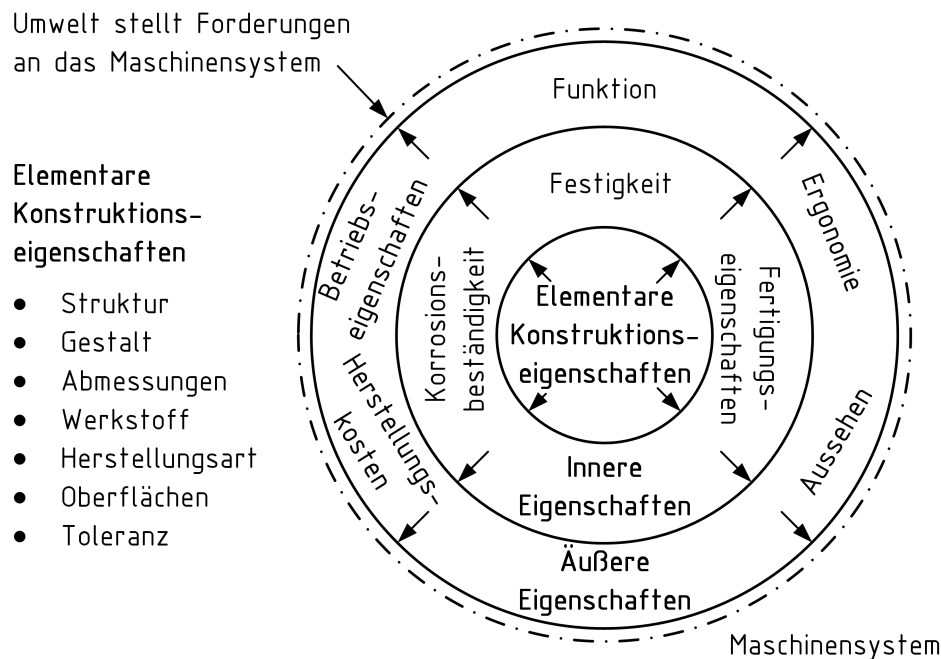 Umwelt stellt Forderungen
an das Maschinensystem
Elementare
Konstruktions-
eigenschaften
• Struktur
• Gestalt
• Abmessungen
• Werkstoff
• Herstellungsart
• Oberflächen
• Toleranz
Funktion
Ergonomie
Aussehen
Betriebs-
eigenschaften
Herstellungs-
kosten
Äußere
Eigenschaften
Festigkeit
Korrosions-
beständigkeit
Fertigungs-
eigenschaften
Innere
Eigenschaften
Elementare
Konstruktions-
eigenschaften
Maschinensystem